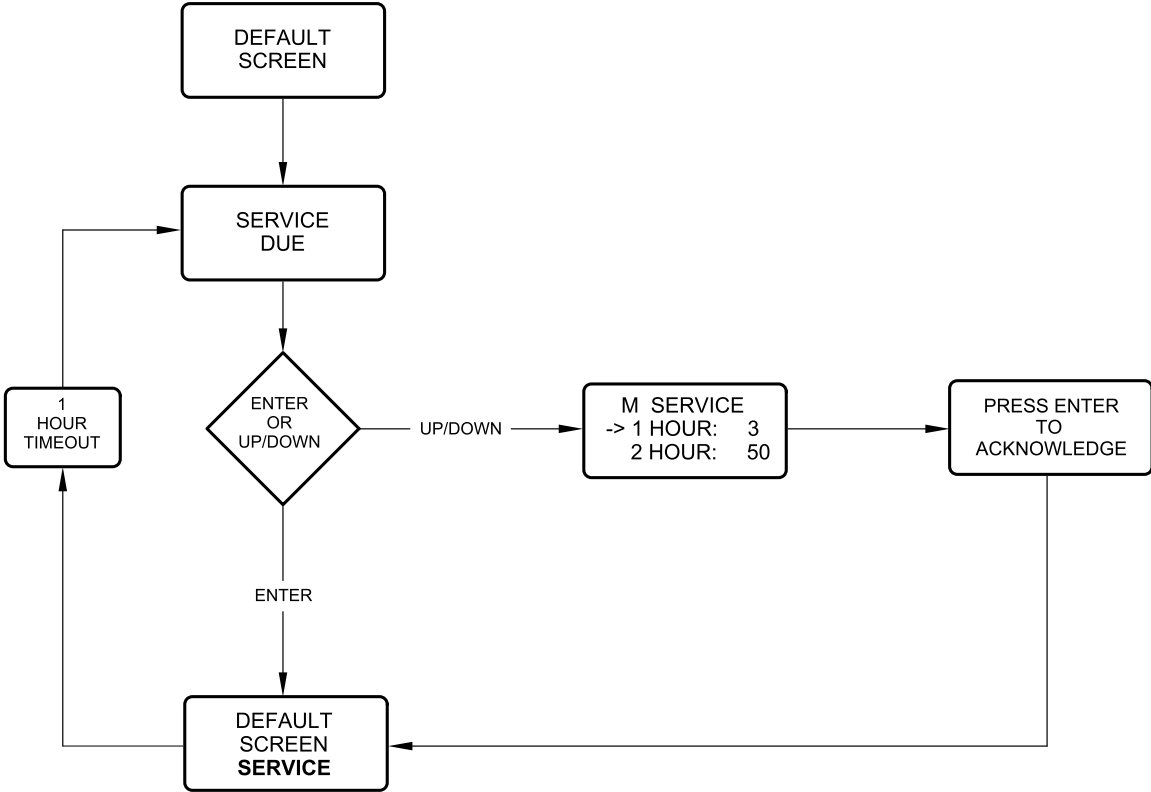 DEFAULT
SCREEN
SERVICE
DUE
1
HOUR
TIMEOUT
ENTER
OR
UP/DOWN
UP/DOWN
M SERVICE
-> 1 HOUR: 3
2 HOUR: 50
PRESS ENTER
TO
ACKNOWLEDGE
ENTER
DEFAULT
SCREEN
SERVICE